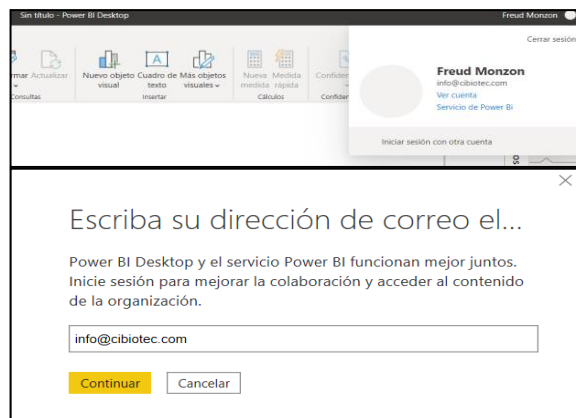 Sin título - Power BI Desktop
Freud Monzon
Cerrar sesión
mar Actualizar
Consultas
Nuevo objeto visual
Cuadro de texto
Más objetos visuales
Insertar
Nueva medida
Medida rápida
Cálculos
Confiden
Confiden
Freud Monzon
info@cibiotec.com
Ver cuenta
Servicio de Power Bi
Iniciar sesión con otra cuenta
os
Escriba su dirección de correo el...
Power BI Desktop y el servicio Power BI funcionan mejor juntos.
Inicie sesión para mejorar la colaboración y acceder al contenido
de la organización.
info@cibiotec.com
Continuar
Cancelar